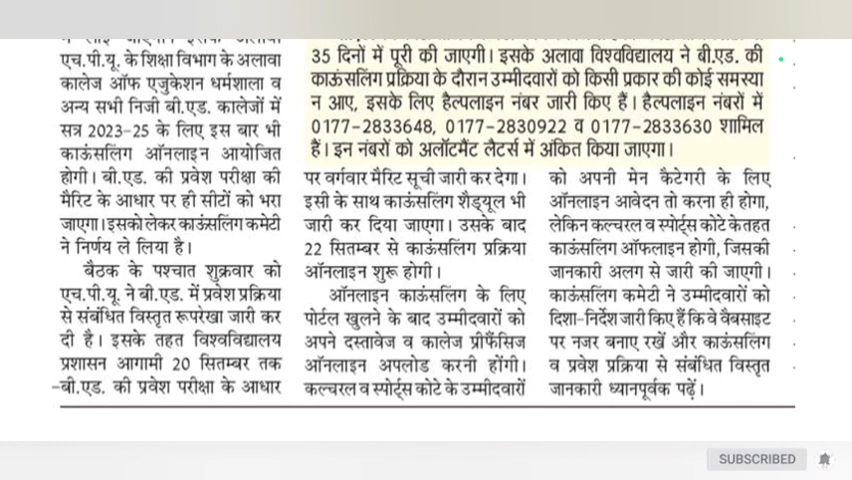 एच.पी.यू. के शिक्षा विभाग के अलावा
कालेज ऑफ एजुकेशन धर्मशाला व
अन्य सभी निजी बी.एड. कालेजों में
सत्र 2023-25 के लिए इस बार भी
काऊंसलिंग ऑनलाइन आयोजित
होगी। बी.एड. की प्रवेश परीक्षा की
मैरिट के आधार पर ही सीटों को भरा
जाएगा। इसको लेकर काऊंसलिंग कमेटी
ने निर्णय ले लिया है।
बैठक के पश्चात शुक्रवार को
एच.पी.यू. ने बी.एड. में प्रवेश प्रक्रिया
से संबंधित विस्तृत रूपरेखा जारी कर
दी है। इसके तहत विश्वविद्यालय
प्रशासन आगामी 20 सितम्बर तक
बी.एड. की प्रवेश परीक्षा के आधार
35 दिनों में पूरी की जाएगी। इसके अलावा विश्वविद्यालय ने बी.एड. की
काऊंसलिंग प्रक्रिया के दौरान उम्मीदवारों को किसी प्रकार की कोई समस्या
न आए, इसके लिए हैल्पलाइन नंबर जारी किए हैं। हैल्पलाइन नंबरों में
0177-2833648, 0177-2830922 व 0177-2833630 शामिल
हैं। इन नंबरों को अलॉटमैंट लैटर्स में अंकित किया जाएगा।
पर वर्गवार मैरिट सूची जारी कर देगा।
इसी के साथ काऊंसलिंग शैड्यूल भी
जारी कर दिया जाएगा। उसके बाद
22 सितम्बर से काऊंसलिंग प्रक्रिया
ऑनलाइन शुरू होगी।
ऑनलाइन काऊंसलिंग के लिए
पोर्टल खुलने के बाद उम्मीदवारों को
अपने दस्तावेज व कालेज प्रीफैंसिज
ऑनलाइन अपलोड करनी होंगी।
कल्चरल व स्पोर्ट्स कोटे के उम्मीदवारों
को अपनी मेन कैटेगरी के लिए
ऑनलाइन आवेदन तो करना ही होगा,
लेकिन कल्चरल व स्पोर्ट्स कोटे के तहत
काऊंसलिंग ऑफलाइन होगी, जिसकी
जानकारी अलग से जारी की जाएगी।
काऊंसलिंग कमेटी ने उम्मीदवारों को
दिशा-निर्देश जारी किए हैं कि वे वैबसाइट
पर नजर बनाए रखें और काऊंसलिंग
व प्रवेश प्रक्रिया से संबंधित विस्तृत
जानकारी ध्यानपूर्वक पढ़ें।
SUBSCRIBED